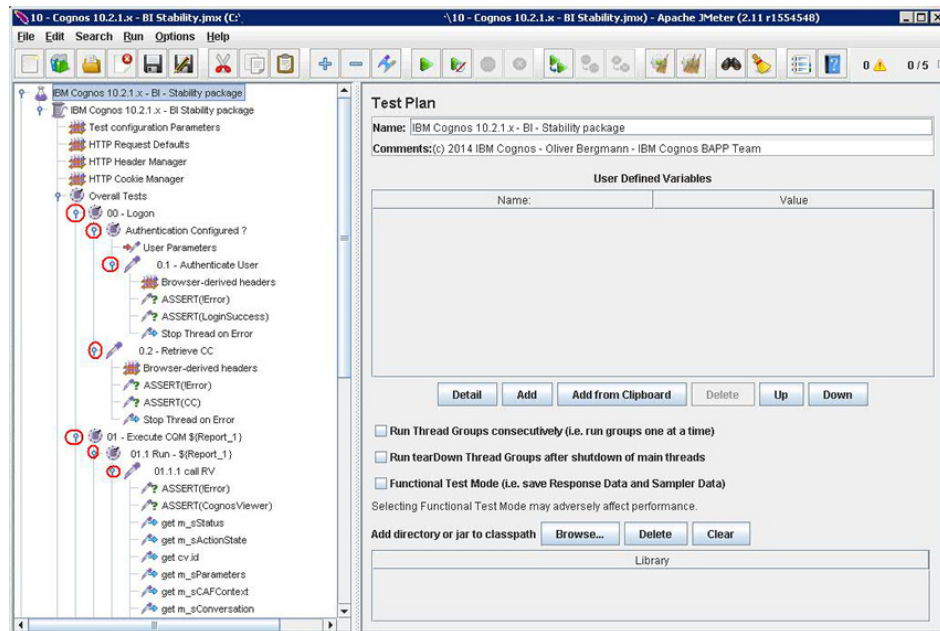 10 - Cognos 10.2.1.x - BI Stability.jmx (C:\ \10 - Cognos 10.2.1.x - BI Stability.jmx) - Apache JMeter (2.11 r1554548)
File Edit Search Run Options Help
0 0/5
IBM Cognos 10.2.1.x - BI - Stability package
IBM Cognos 10.2.1.x - BI Stability package
Test configuration Parameters
HTTP Request Defaults
HTTP Header Manager
HTTP Cookie Manager
Overall Tests
00 - Logon
Authentication Configured ?
User Parameters
0.1 - Authenticate User
Browser-derived headers
ASSERT(!Error)
ASSERT(LoginSuccess)
Stop Thread on Error
0.2 - Retrieve CC
Browser-derived headers
ASSERT(!Error)
ASSERT(CC)
Stop Thread on Error
01 - Execute CQM ${Report_1}
01.1 Run - ${Report_1}
01.1.1 call RV
ASSERT(!Error)
ASSERT(CognosViewer)
get m_sStatus
get m_sActionState
get cv.id
get m_sParameters
get m_sCAFContext
get m_sConversation
Test Plan
Name: IBM Cognos 10.2.1.x - BI - Stability package
Comments: (c) 2014 IBM Cognos - Oliver Bergmann - IBM Cognos BAPP Team
User Defined Variables
Name: Value
Detail Add Add from Clipboard Delete Up Down
Run Thread Groups consecutively (i.e. run groups one at a time)
Run tearDown Thread Groups after shutdown of main threads
Functional Test Mode (i.e. save Response Data and Sampler Data)
Selecting Functional Test Mode may adversely affect performance.
Add directory or jar to classpath Browse... Delete Clear
Library